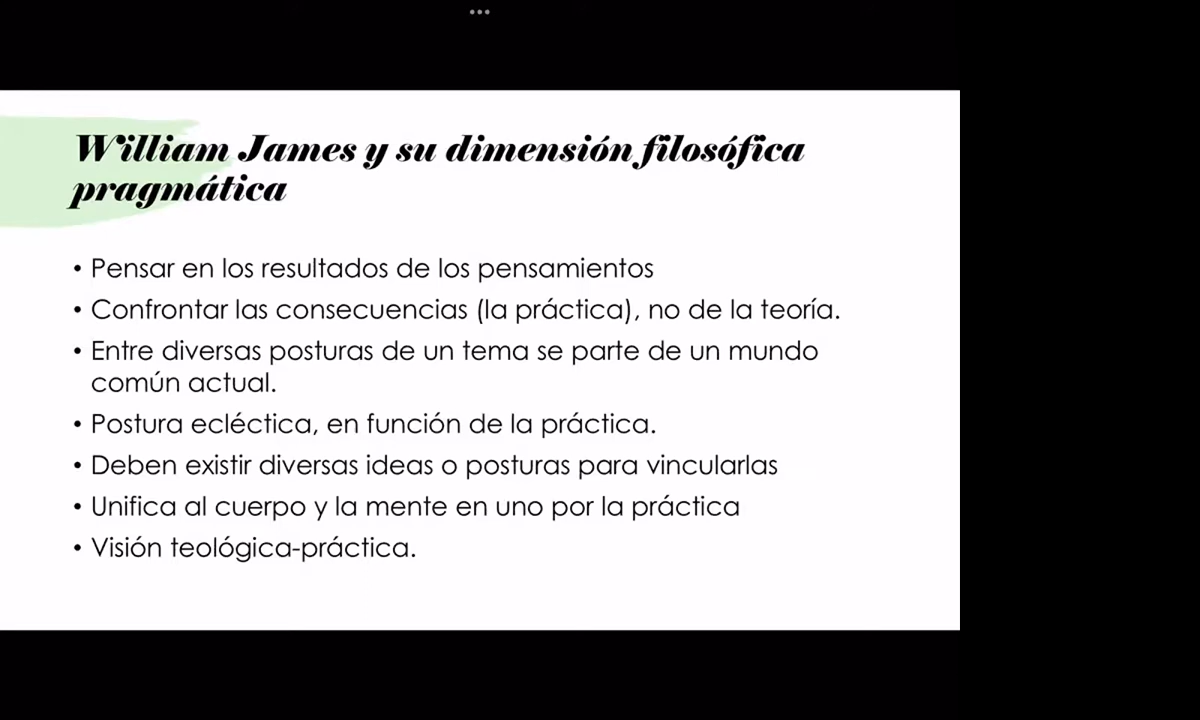 William James y su dimensión filosófica
pragmática
• Pensar en los resultados de los pensamientos
• Confrontar las consecuencias (la práctica), no de la teoría.
• Entre diversas posturas de un tema se parte de un mundo
común actual.
• Postura ecléctica, en función de la práctica.
• Deben existir diversas ideas o posturas para vincularlas
• Unifica al cuerpo y la mente en uno por la práctica
• Visión teológica-práctica.